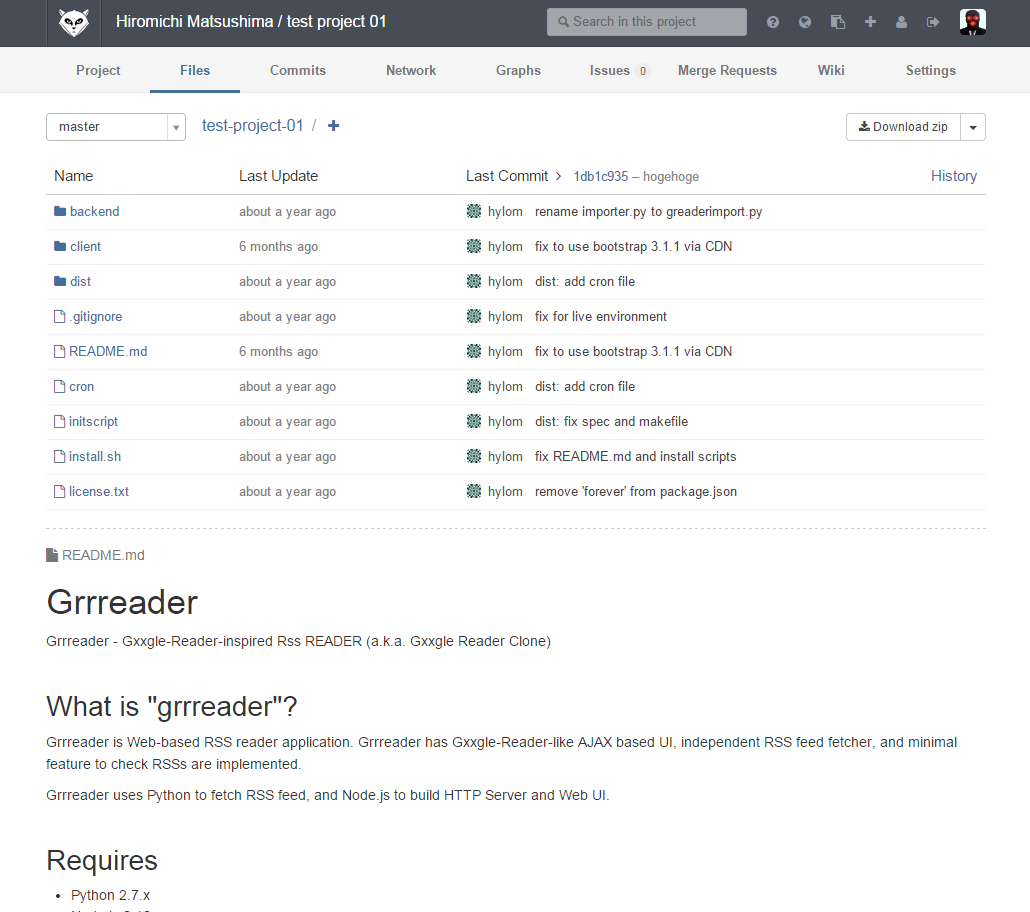 Hiromichi Matsushima / test project 01 Search in this project
Project Files Commits Network Graphs Issues 0 Merge Requests Wiki Settings
master test-project-01 / Download zip
Name Last Update Last Commit > 1db1c935 – hogehoge History
backend about a year ago hylom rename importer.py to greaderimport.py
client 6 months ago hylom fix to use bootstrap 3.1.1 via CDN
dist about a year ago hylom dist: add cron file
.gitignore about a year ago hylom fix for live environment
README.md 6 months ago hylom fix to use bootstrap 3.1.1 via CDN
cron about a year ago hylom dist: add cron file
initscript about a year ago hylom dist: fix spec and makefile
install.sh about a year ago hylom fix README.md and install scripts
license.txt about a year ago hylom remove 'forever' from package.json
README.md
Grrreader
Grrreader - Gxxgle-Reader-inspired Rss READER (a.k.a. Gxxgle Reader Clone)
What is "grrreader"?
Grrreader is Web-based RSS reader application. Grrreader has Gxxgle-Reader-like AJAX based UI, independent RSS feed fetcher, and minimal
feature to check RSSs are implemented.
Grrreader uses Python to fetch RSS feed, and Node.js to build HTTP Server and Web UI.
Requires
• Python 2.7.x